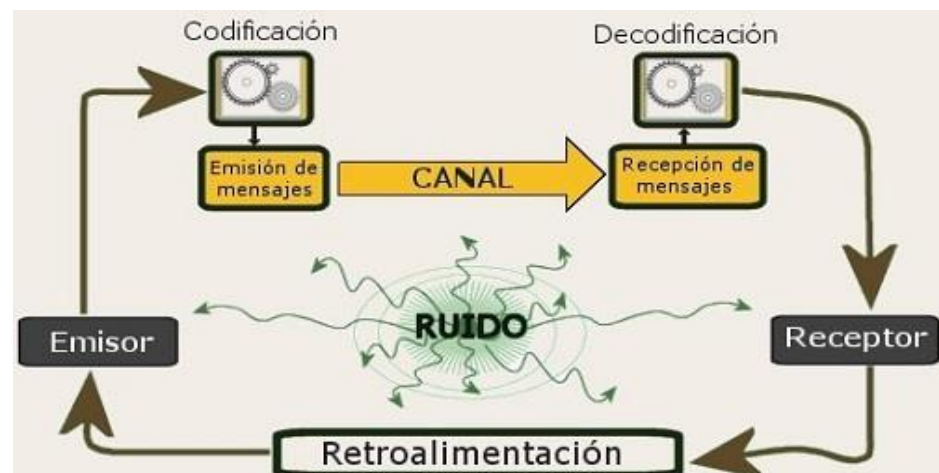 Codificación
Decodificación
Emisión de
mensajes
CANAL
Recepción de
mensajes
RUIDO
Emisor
Receptor
Retroalimentación